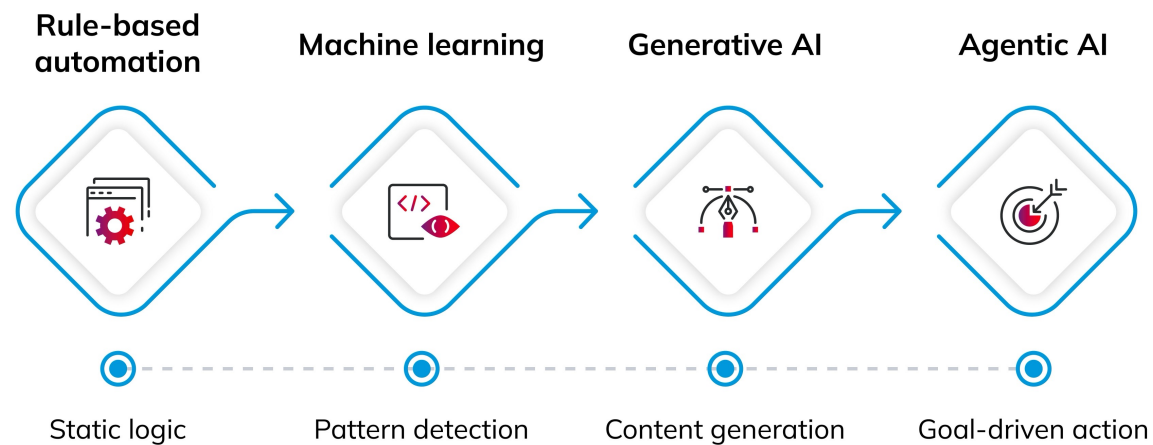 Rule-based
automation
Machine learning
Generative AI
Agentic AI
</>
Static logic
Pattern detection
Content generation
Goal-driven action